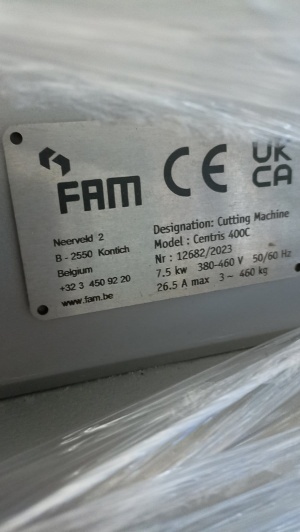 FAM
CE
UK
CA
Neerveld 2
B - 2550 Kontich
Belgium
+32 3 450 92 20
www.fam.be
Designation: Cutting Machine
Model : Centris 400C
Nr : 12682/2023
7.5 kw 380-460 V 50/60 Hz
26.5 A max 3~ 460 kg